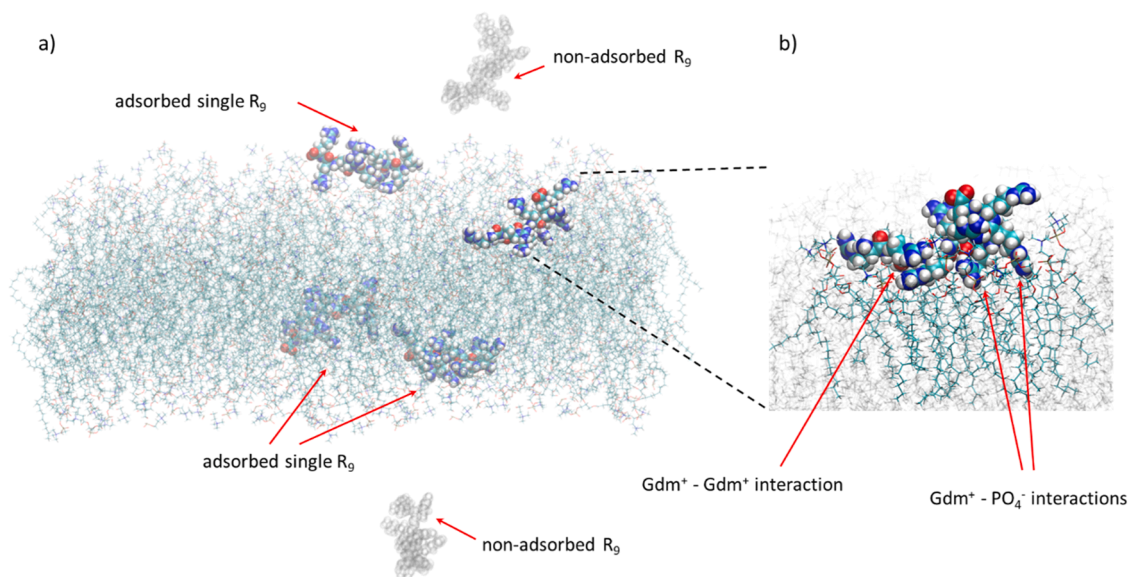 a)
non-adsorbed R₉
adsorbed single R₉
b)
adsorbed single R₉
Gdm⁺ - Gdm⁺ interaction
Gdm⁺ - PO₄⁻ interactions
non-adsorbed R₉